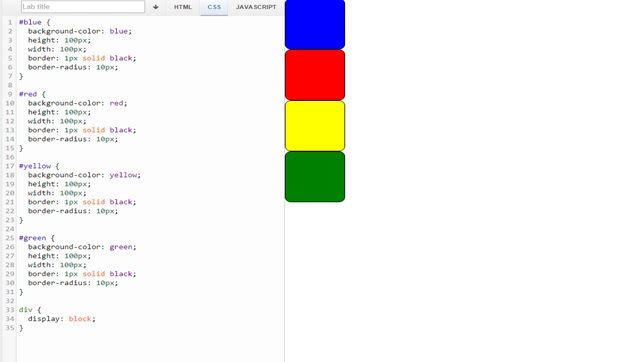 Lab title HTML CSS JAVASCRIPT
1 #blue {
2 background-color: blue;
3 height: 100px;
4 width: 100px;
5 border: 1px solid black;
6 border-radius: 10px;
7 }
8
9 #red {
10 background-color: red;
11 height: 100px;
12 width: 100px;
13 border: 1px solid black;
14 border-radius: 10px;
15 }
16
17 #yellow {
18 background-color: yellow;
19 height: 100px;
20 width: 100px;
21 border: 1px solid black;
22 border-radius: 10px;
23 }
24
25 #green {
26 background-color: green;
27 height: 100px;
28 width: 100px;
29 border: 1px solid black;
30 border-radius: 10px;
31 }
32
33 div {
34 display: block;
35 }